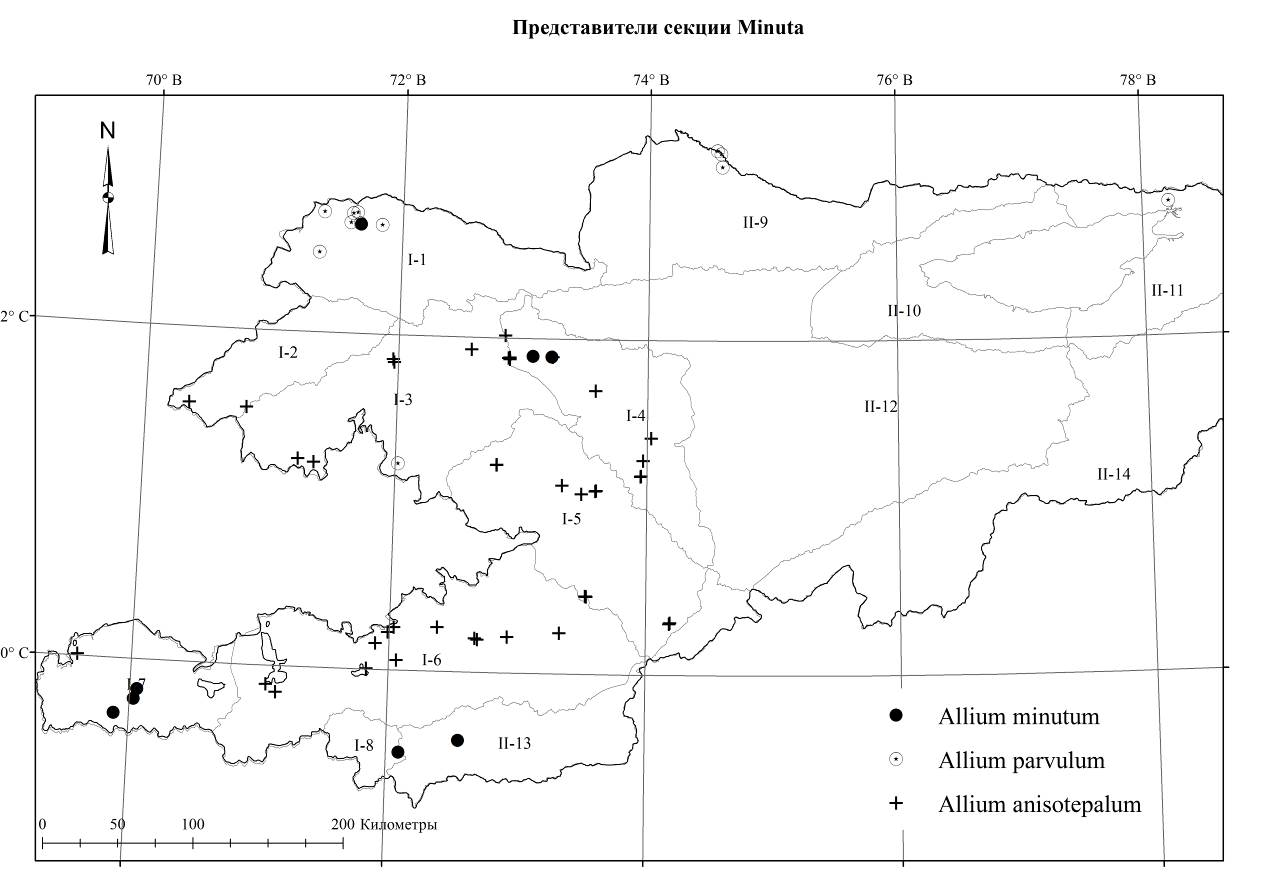 Представители секции Minuta
70° В 72° В 74° В 76° В 78° В
N
II-9
I-1
II-11
II-10
2° С
I-2
I-3
II-12
I-4
II-14
I-5
0° С
I-6
I-7
Allium minutum
I-8
II-13
Allium parvulum
Allium anisotepalum
0 50 100 200 Километры